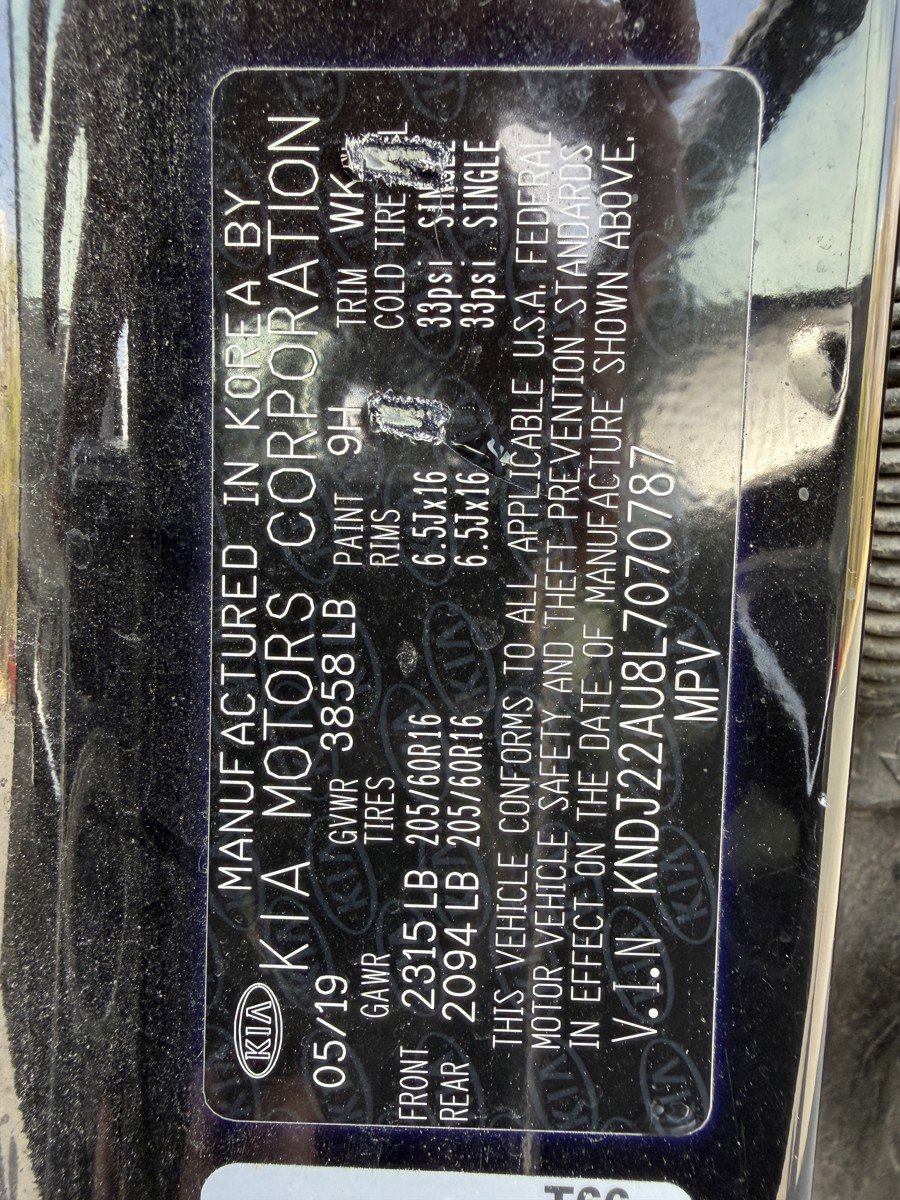 KIA
MANUFACTURED IN KOREA BY
KIA MOTORS CORPORATION
05/19 GVWR 3858 LB PAINT 9H TRIM WK
GAWR TIRES RIMS COLD TIRE
FRONT 2315 LB 205/60R16 6.5Jx16 33psi SINGLE
REAR 2094 LB 205/60R16 6.5Jx16 33psi SINGLE
THIS VEHICLE CONFORMS TO ALL APPLICABLE U.S.A. FEDERAL
MOTOR VEHICLE SAFETY AND THEFT PREVENTION STANDARDS
IN EFFECT ON THE DATE OF MANUFACTURE SHOWN ABOVE.
V.I.N KNDJ22AU8L7070787
MPV